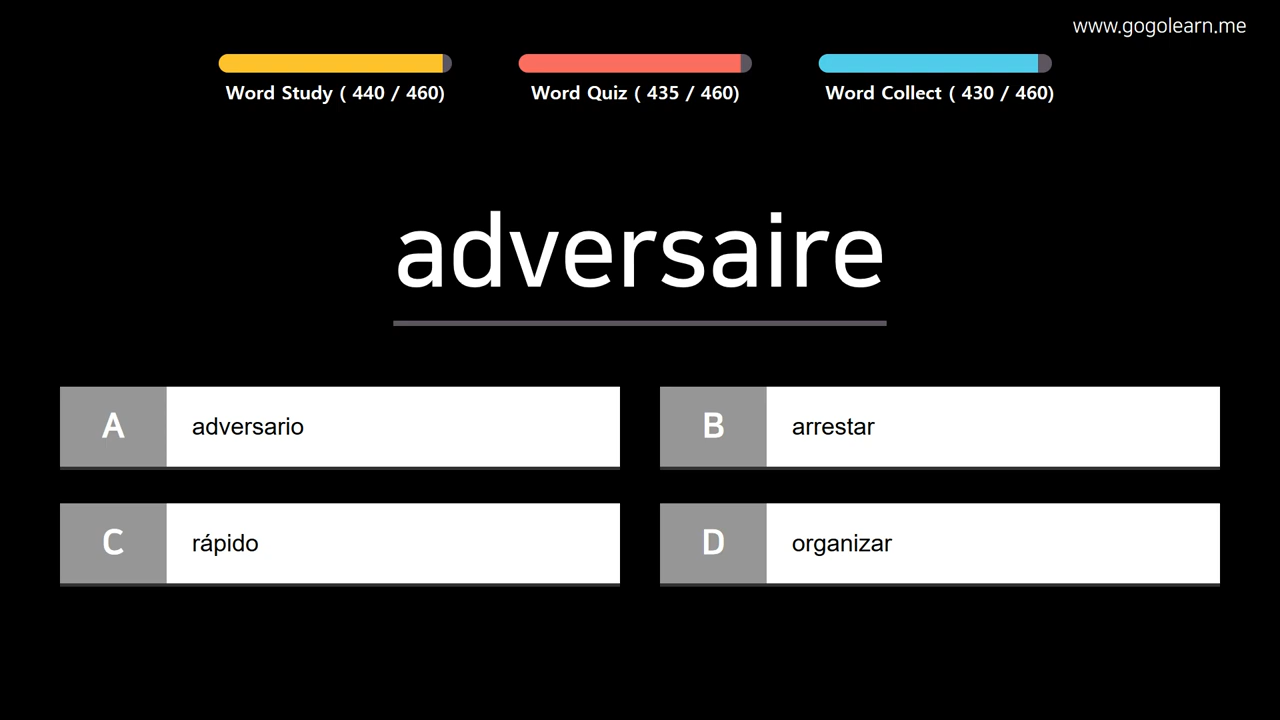 www.gogolearn.me
Word Study ( 440 / 460)
Word Quiz ( 435 / 460)
Word Collect ( 430 / 460)
adversaire
A adversario
B arrestar
C rápido
D organizar